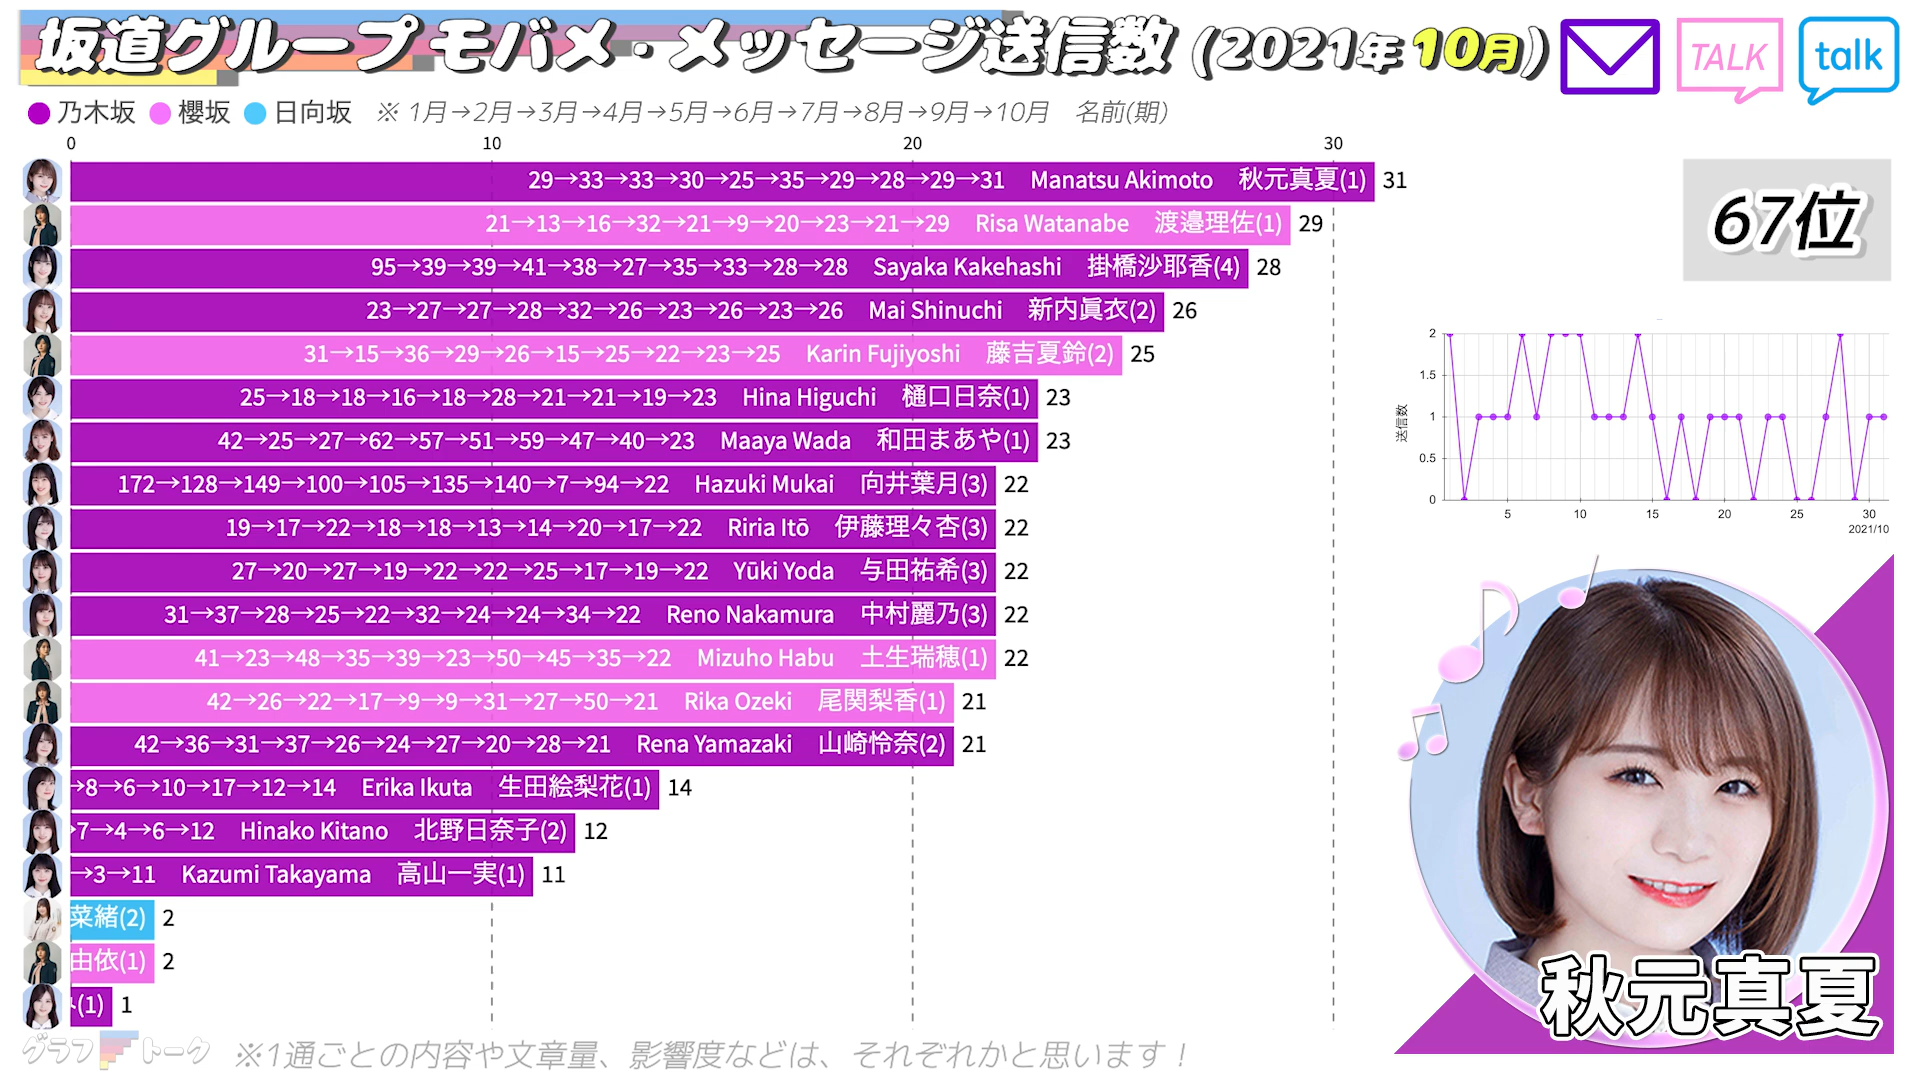 坂道グループ モバメ・メッセージ送信数 (2021年 10月)
TALK
talk
乃木坂 櫻坂 日向坂 ※ 1月→2月→3月→4月→5月→6月→7月→8月→9月→10月 名前(期)
0 10 20 30
29→33→33→30→25→35→29→28→29→31 Manatsu Akimoto 秋元真夏(1) 31
21→13→16→32→21→9→20→23→21→29 Risa Watanabe 渡邉理佐(1) 29
95→39→39→41→38→27→35→33→28→28 Sayaka Kakehashi 掛橋沙耶香(4) 28
23→27→27→28→32→26→23→26→23→26 Mai Shinuchi 新内眞衣(2) 26
31→15→36→29→26→15→25→22→23→25 Karin Fujiyoshi 藤吉夏鈴(2) 25
25→18→18→16→18→28→21→21→19→23 Hina Higuchi 樋口日奈(1) 23
42→25→27→62→57→51→59→47→40→23 Maaya Wada 和田まあや(1) 23
172→128→149→100→105→135→140→7→94→22 Hazuki Mukai 向井葉月(3) 22
19→17→22→18→18→13→14→20→17→22 Riria Itō 伊藤理々杏(3) 22
27→20→27→19→22→22→25→17→19→22 Yūki Yoda 与田祐希(3) 22
31→37→28→25→22→32→24→24→34→22 Reno Nakamura 中村麗乃(3) 22
41→23→48→35→39→23→50→45→35→22 Mizuho Habu 土生瑞穂(1) 22
42→26→22→17→9→9→31→27→50→21 Rika Ozeki 尾関梨香(1) 21
42→36→31→37→26→24→27→20→28→21 Rena Yamazaki 山崎怜奈(2) 21
→8→6→10→17→12→14 Erika Ikuta 生田絵梨花(1) 14
→7→4→6→12 Hinako Kitano 北野日奈子(2) 12
→3→11 Kazumi Takayama 高山一実(1) 11
菜緒(2) 2
由依(1) 2
(1) 1
67位
送信数
2
1.5
1
0.5
0
5 10 15 20 25 30
2021/10
秋元真夏
グラフトーク ※1通ごとの内容や文章量、影響度などは、それぞれかと思います！